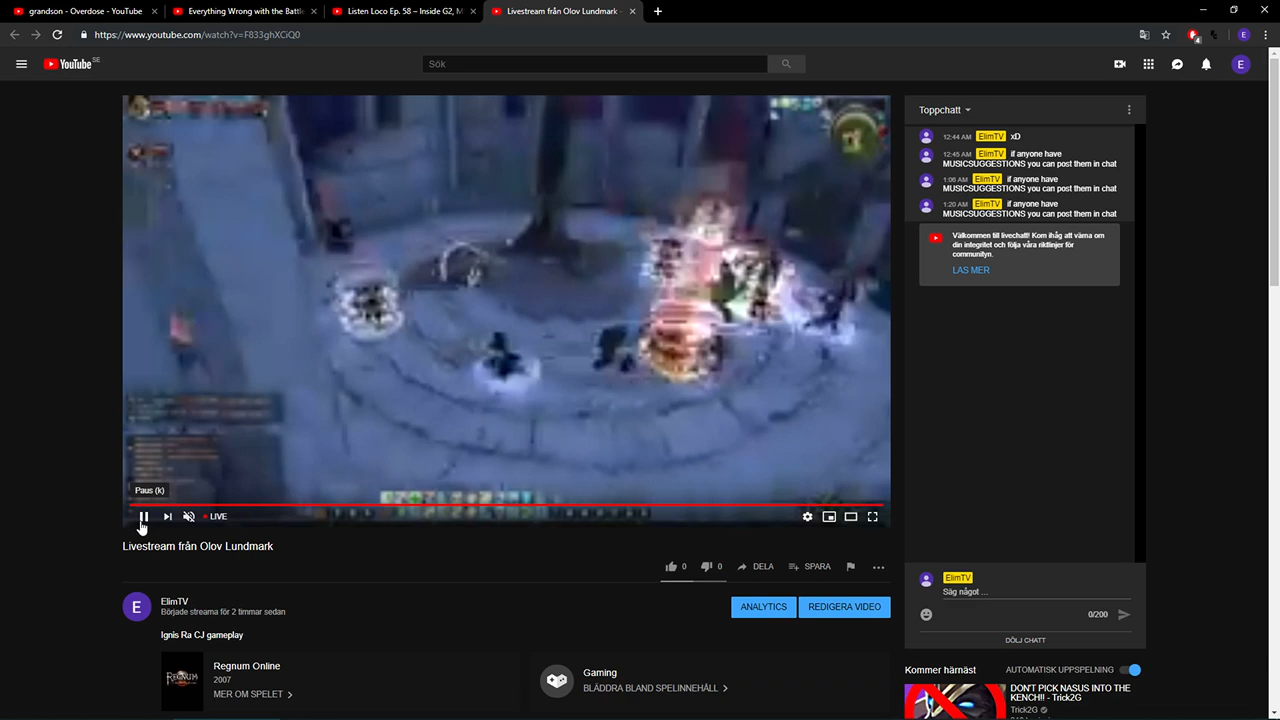 grandson - Overdose - YouTube
Everything Wrong with the Battle
Listen Loco Ep. 58 – Inside G2, M
Livestream från Olov Lundmark -
https://www.youtube.com/watch?v=F833ghXCiQ0
E
YouTube SE
Sök
E
Toppchatt
12:44 AM ElimTV xD
12:45 AM ElimTV if anyone have
MUSICSUGGESTIONS you can post them in chat
1:06 AM ElimTV if anyone have
MUSICSUGGESTIONS you can post them in chat
1:20 AM ElimTV if anyone have
MUSICSUGGESTIONS you can post them in chat
Välkommen till livechatt! Kom ihåg att värna om
din integritet och följa våra riktlinjer för
communityn.
LÄS MER
Paus (k)
LIVE
Livestream från Olov Lundmark
0 0 DELA SPARA
E
ElimTV
Började streama för 2 timmar sedan
ANALYTICS
REDIGERA VIDEO
Ignis Ra CJ gameplay
REGNUM
Regnum Online
2007
MER OM SPELET
Gaming
BLÄDDRA BLAND SPELINNEHÅLL
ElimTV
Säg något ...
0/200
DÖLJ CHATT
Kommer härnäst
AUTOMATISK UPPSPELNING
DON'T PICK NASUS INTO THE
KENCH!! - Trick2G
Trick2G